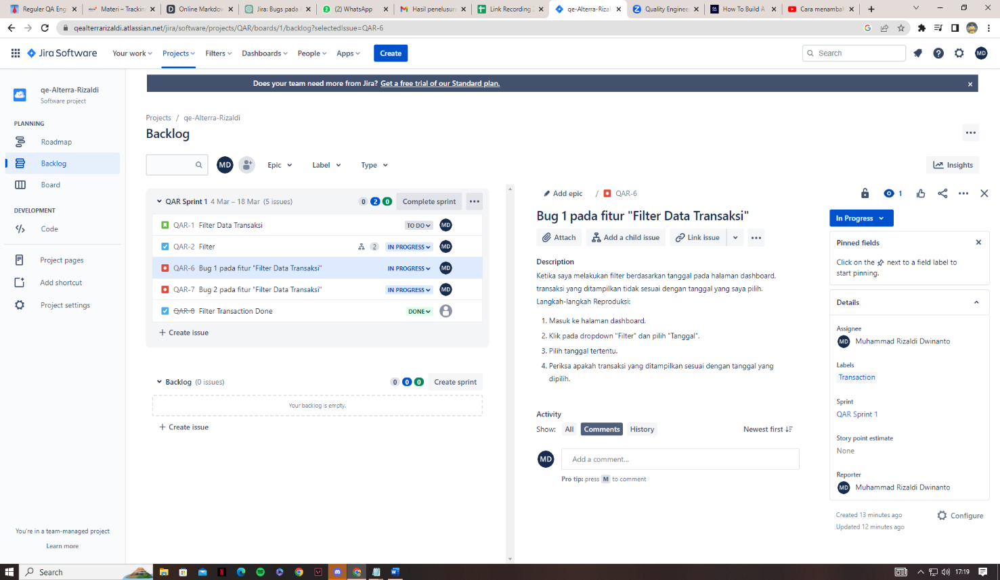 Reguler QA Eng
Materi – Trackin
Online Markdow
Jira: Bugs pada
(2) WhatsApp
Hasil penelusur
Link Recording
qe-Alterra-Rizal
Quality Enginee
How To Build A
Cara menambah
qealterrarizaldi.atlassian.net/jira/software/projects/QAR/boards/1/backlog?selectedIssue=QAR-6
Jira Software
Your work
Projects
Filters
Dashboards
People
Apps
Create
Search
MD
qe-Alterra-Rizaldi
Software project
PLANNING
Roadmap
Backlog
Board
DEVELOPMENT
Code
Project pages
Add shortcut
Project settings
You're in a team-managed project
Learn more
Does your team need more from Jira? Get a free trial of our Standard plan.
Projects / qe-Alterra-Rizaldi
Backlog
MD
Epic
Label
Type
Insights
QAR Sprint 1 4 Mar – 18 Mar (5 issues)
0 2 0
Complete sprint
QAR-1 Filter Data Transaksi TO DO MD
QAR-2 Filter 2 IN PROGRESS MD
QAR-6 Bug 1 pada fitur "Filter Data Transaksi" IN PROGRESS MD
QAR-7 Bug 2 pada fitur "Filter Data Transaksi" IN PROGRESS MD
QAR-8 Filter Transaction Done DONE
+ Create issue
Backlog (0 issues)
0 0 0
Create sprint
Your backlog is empty.
+ Create issue
Add epic / QAR-6
1
Bug 1 pada fitur "Filter Data Transaksi"
Attach
Add a child issue
Link issue
Description
Ketika saya melakukan filter berdasarkan tanggal pada halaman dashboard,
transaksi yang ditampilkan tidak sesuai dengan tanggal yang saya pilih.
Langkah-langkah Reproduksi:
1. Masuk ke halaman dashboard.
2. Klik pada dropdown "Filter" dan pilih "Tanggal".
3. Pilih tanggal tertentu.
4. Periksa apakah transaksi yang ditampilkan sesuai dengan tanggal yang
dipilih.
Activity
Show: All Comments History
Newest first
MD
Add a comment...
Pro tip: press M to comment
In Progress
Pinned fields
Click on the next to a field label to
start pinning.
Details
Assignee
MD Muhammad Rizaldi Dwinanto
Labels
Transaction
Sprint
QAR Sprint 1
Story point estimate
None
Reporter
MD Muhammad Rizaldi Dwinanto
Created 13 minutes ago
Updated 12 minutes ago
Configure
Search
17:19